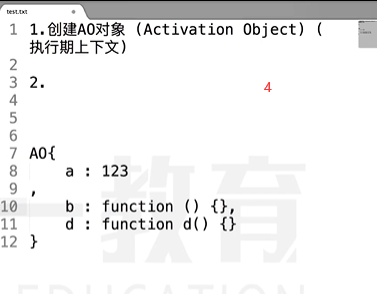 test.txt
1 1.创建AO对象 (Activation Object) (
执行期上下文)
2
3 2.
4
4
5
6
7 AO{
8 a : 123
9 ,
10 b : function () {},
11 d : function d() {}
12 }
一教育
EDUCATION